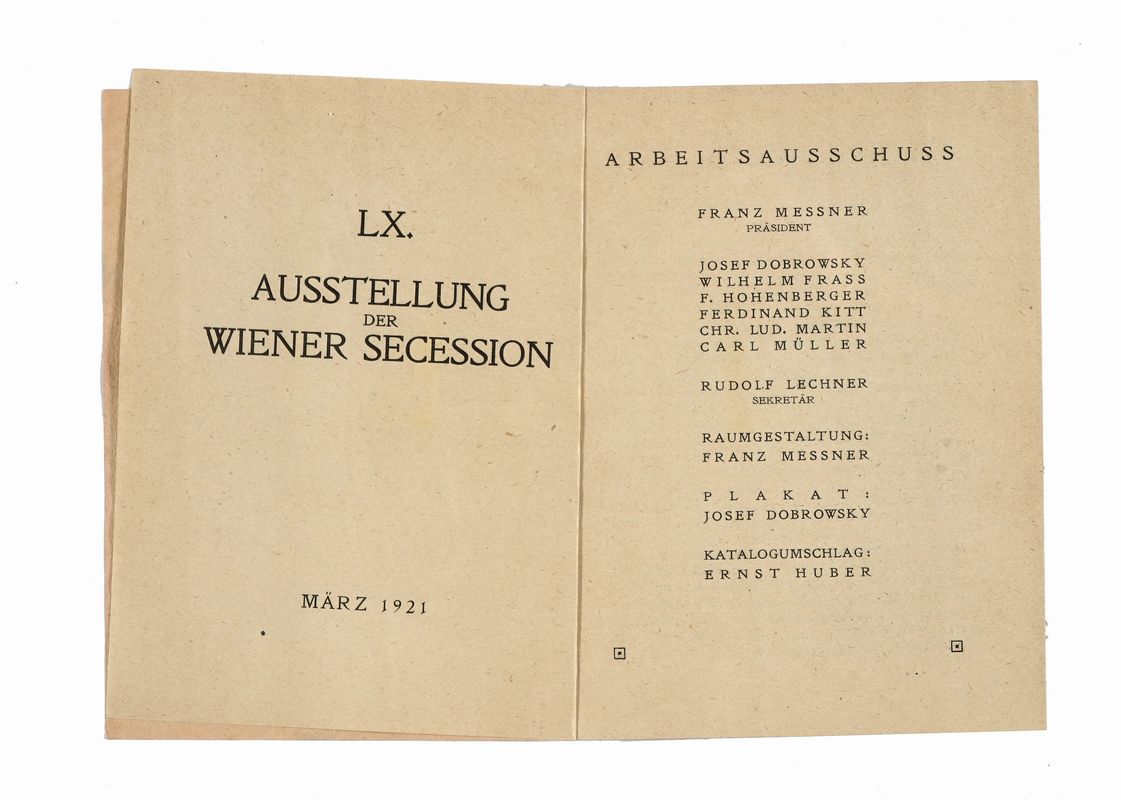 LX.
AUSSTELLUNG
DER
WIENER SECESSION
MÄRZ 1921
ARBEITSAUSSCHUSS
FRANZ MESSNER
PRÄSIDENT
JOSEF DOBROWSKY
WILHELM FRASS
F. HOHENBERGER
FERDINAND KITT
CHR. LUD. MARTIN
CARL MÜLLER
RUDOLF LECHNER
SEKRETÄR
RAUMGESTALTUNG:
FRANZ MESSNER
PLAKAT:
JOSEF DOBROWSKY
KATALOGUMSCHLAG:
ERNST HUBER